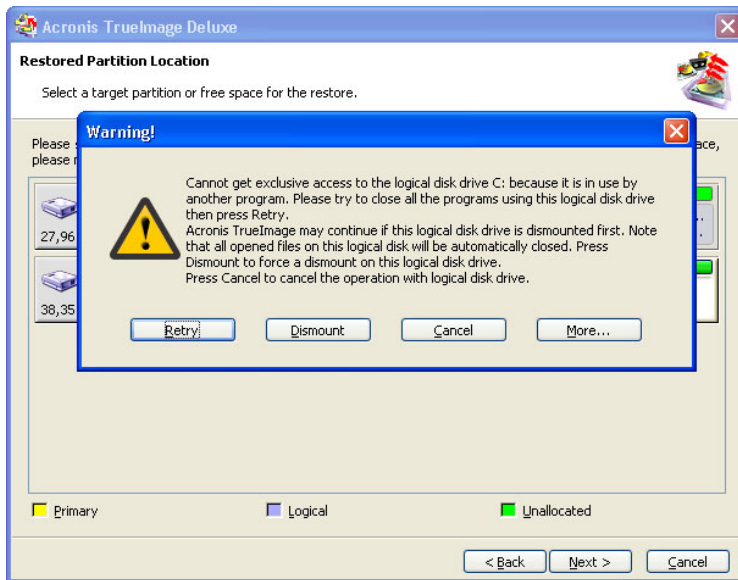 Acronis TrueImage Deluxe
Restored Partition Location
Select a target partition or free space for the restore.
Warning!
Please
ace,
please
Cannot get exclusive access to the logical disk drive C: because it is in use by
another program. Please try to close all the programs using this logical disk drive
then press Retry.
Acronis TrueImage may continue if this logical disk drive is dismounted first. Note
that all opened files on this logical disk will be automatically closed. Press
Dismount to force a dismount on this logical disk drive.
Press Cancel to cancel the operation with logical disk drive.
27,96
38,35
Retry
Dismount
Cancel
More...
Primary
Logical
Unallocated
< Back
Next >
Cancel